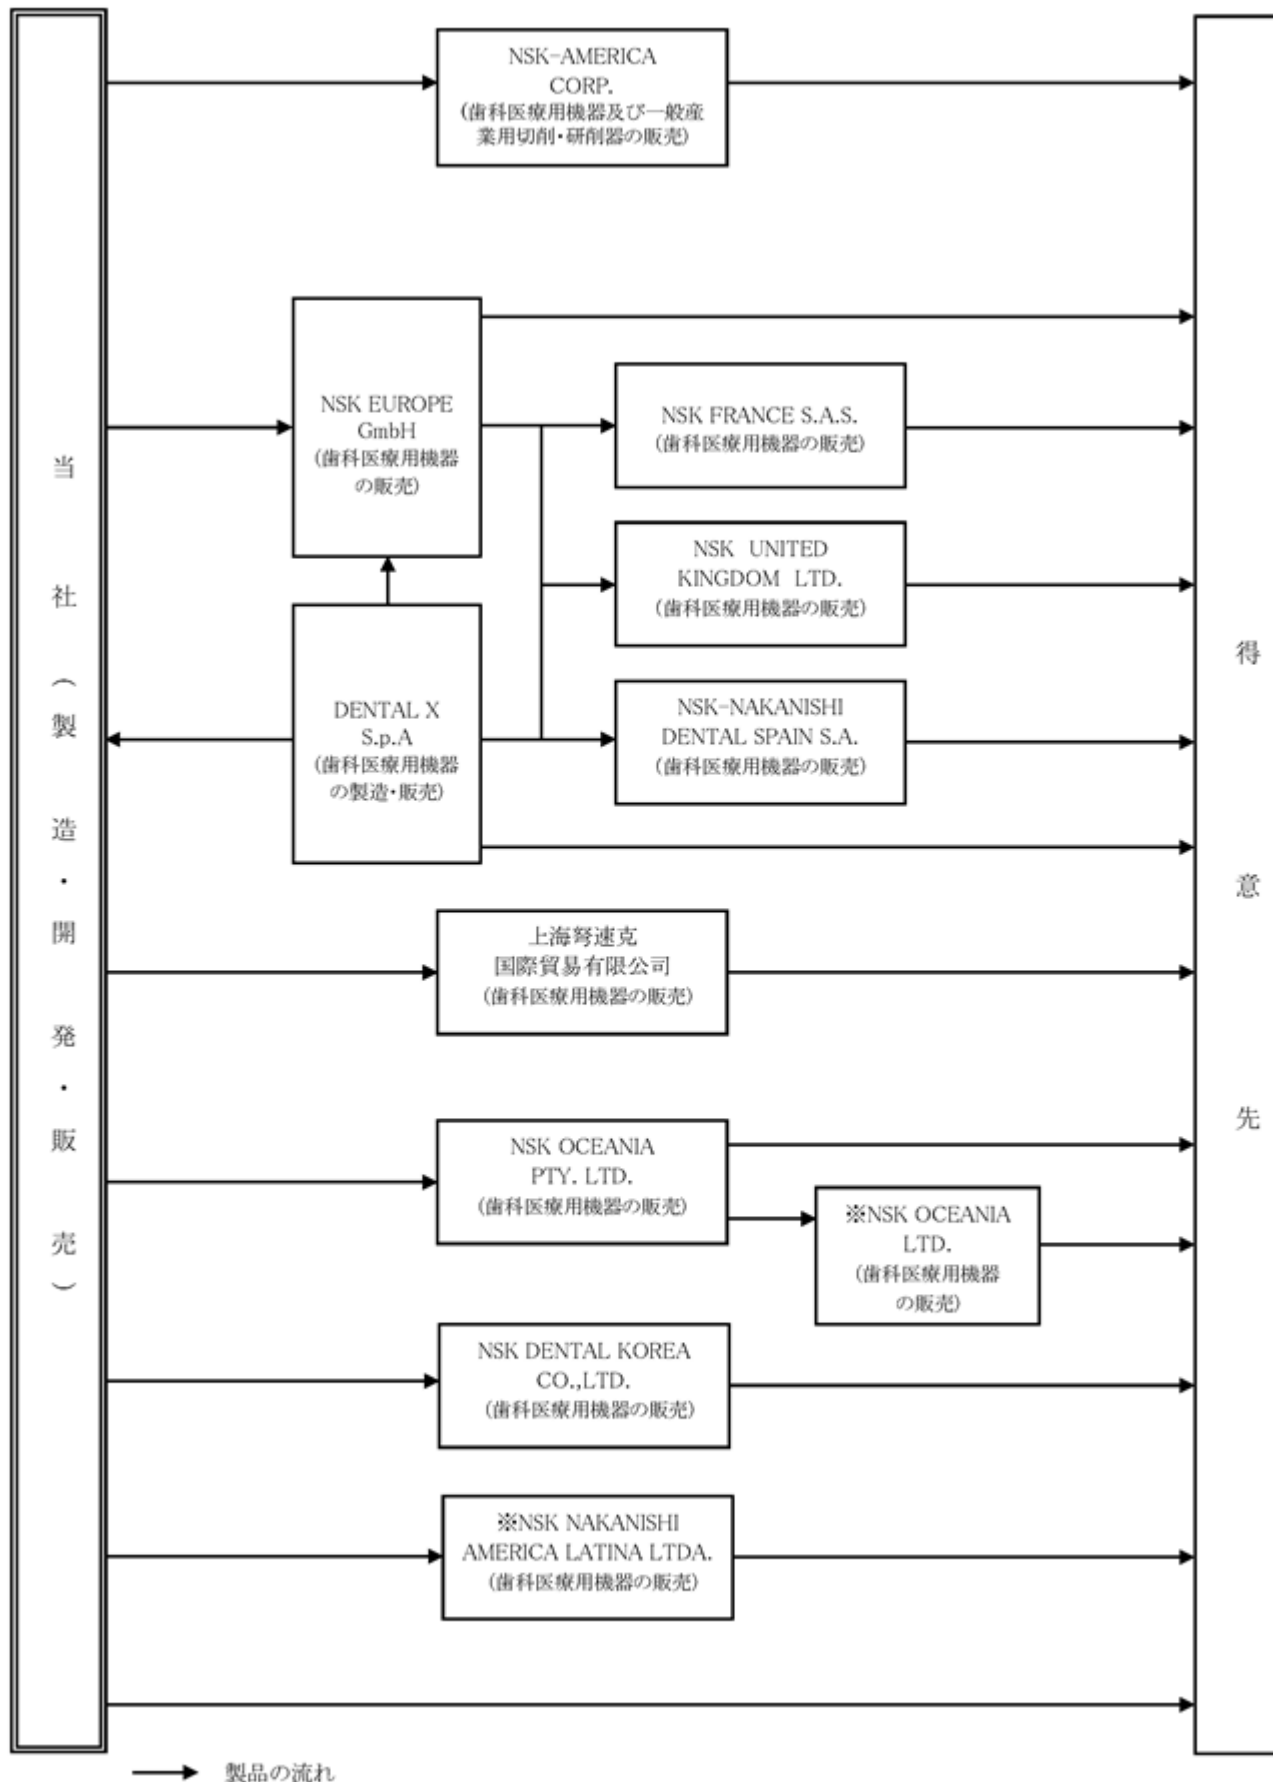 当社（製造・開発・販売）
NSK-AMERICA
CORP.
(歯科医療用機器及び一般産
業用切削・研削器の販売)
NSK EUROPE
GmbH
(歯科医療用機器
の販売)
NSK FRANCE S.A.S.
(歯科医療用機器の販売)
NSK UNITED
KINGDOM LTD.
(歯科医療用機器の販売)
DENTAL X
S.p.A
(歯科医療用機器
の製造・販売)
NSK-NAKANISHI
DENTAL SPAIN S.A.
(歯科医療用機器の販売)
上海弩速克
国際貿易有限公司
(歯科医療用機器の販売)
NSK OCEANIA
PTY. LTD.
(歯科医療用機器の販売)
※NSK OCEANIA
LTD.
(歯科医療用機器
の販売)
NSK DENTAL KOREA
CO.,LTD.
(歯科医療用機器の販売)
※NSK NAKANISHI
AMERICA LATINA LTDA.
(歯科医療用機器の販売)
得意先
製品の流れ